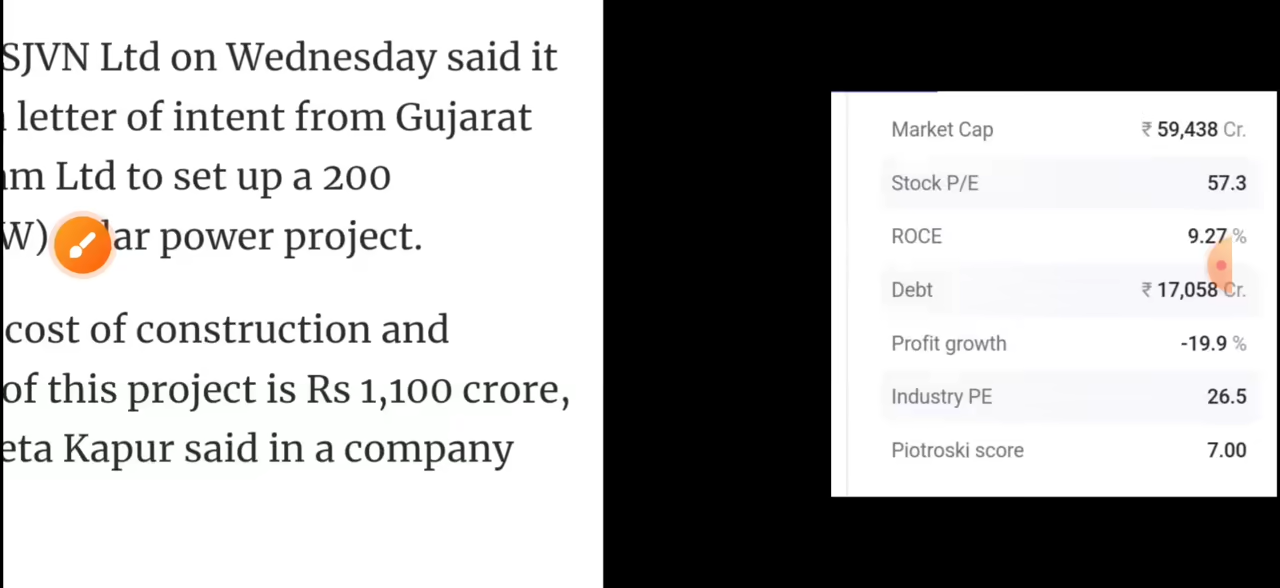 SJVN Ltd on Wednesday said it
letter of intent from Gujarat
Ltd to set up a 200
power project.
cost of construction and
of this project is Rs 1,100 crore,
Kapur said in a company
Market Cap ₹ 59,438 Cr.
Stock P/E 57.3
ROCE 9.27 %
Debt ₹ 17,058 Cr.
Profit growth -19.9 %
Industry PE 26.5
Piotroski score 7.00